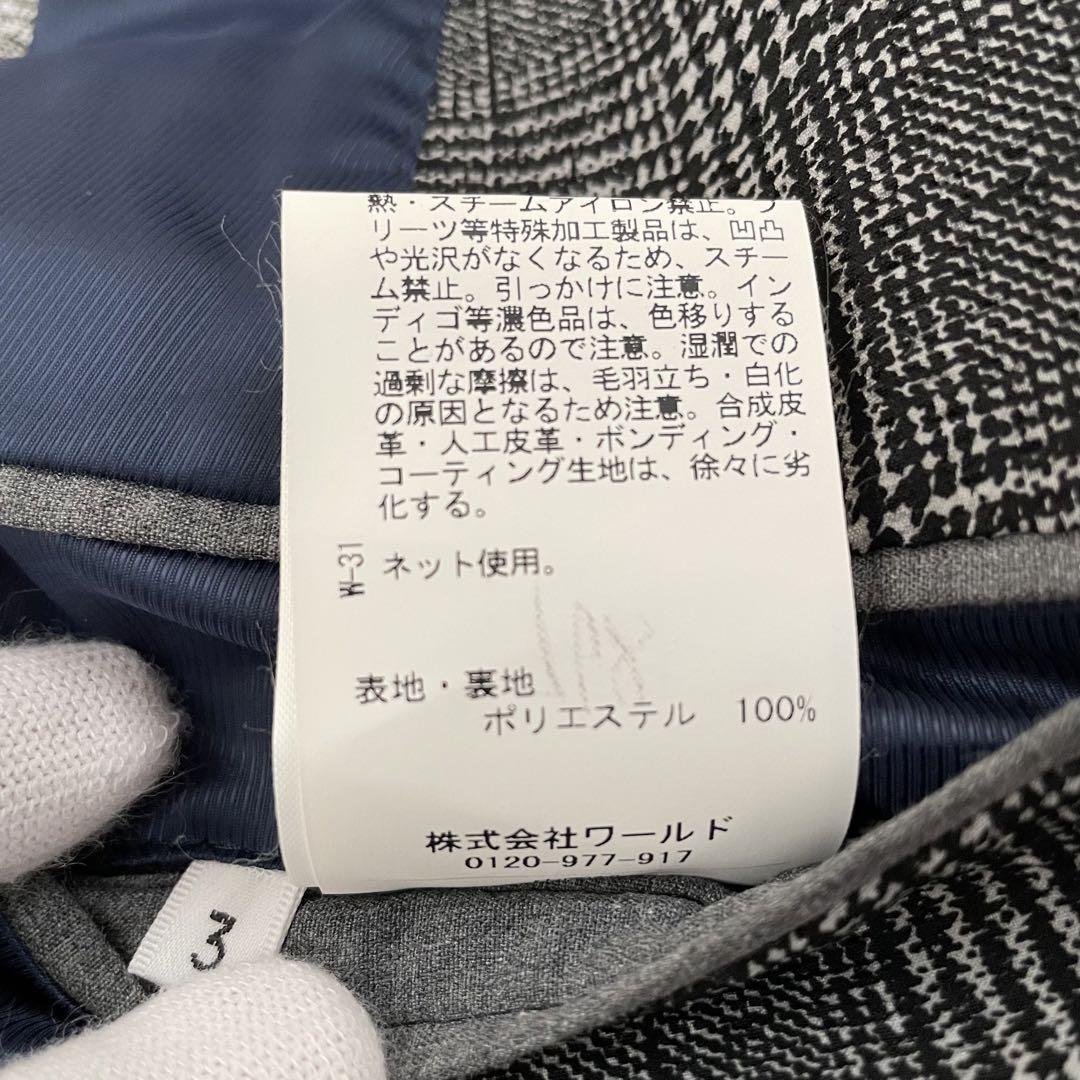 熱・スチームアイロン禁止。プ
リーツ等特殊加工製品は、凹凸
や光沢がなくなるため、スチー
ム禁止。引っかけに注意。イン
ディゴ等濃色品は、色移りする
ことがあるので注意。湿潤での
過剰な摩擦は、毛羽立ち・白化
の原因となるため注意。合成皮
革・人工皮革・ボンディング・
コーティング生地は、徐々に劣
化する。
W-31
ネット使用。
表地・裏地
ポリエステル 100%
株式会社ワールド
0120-977-917
3